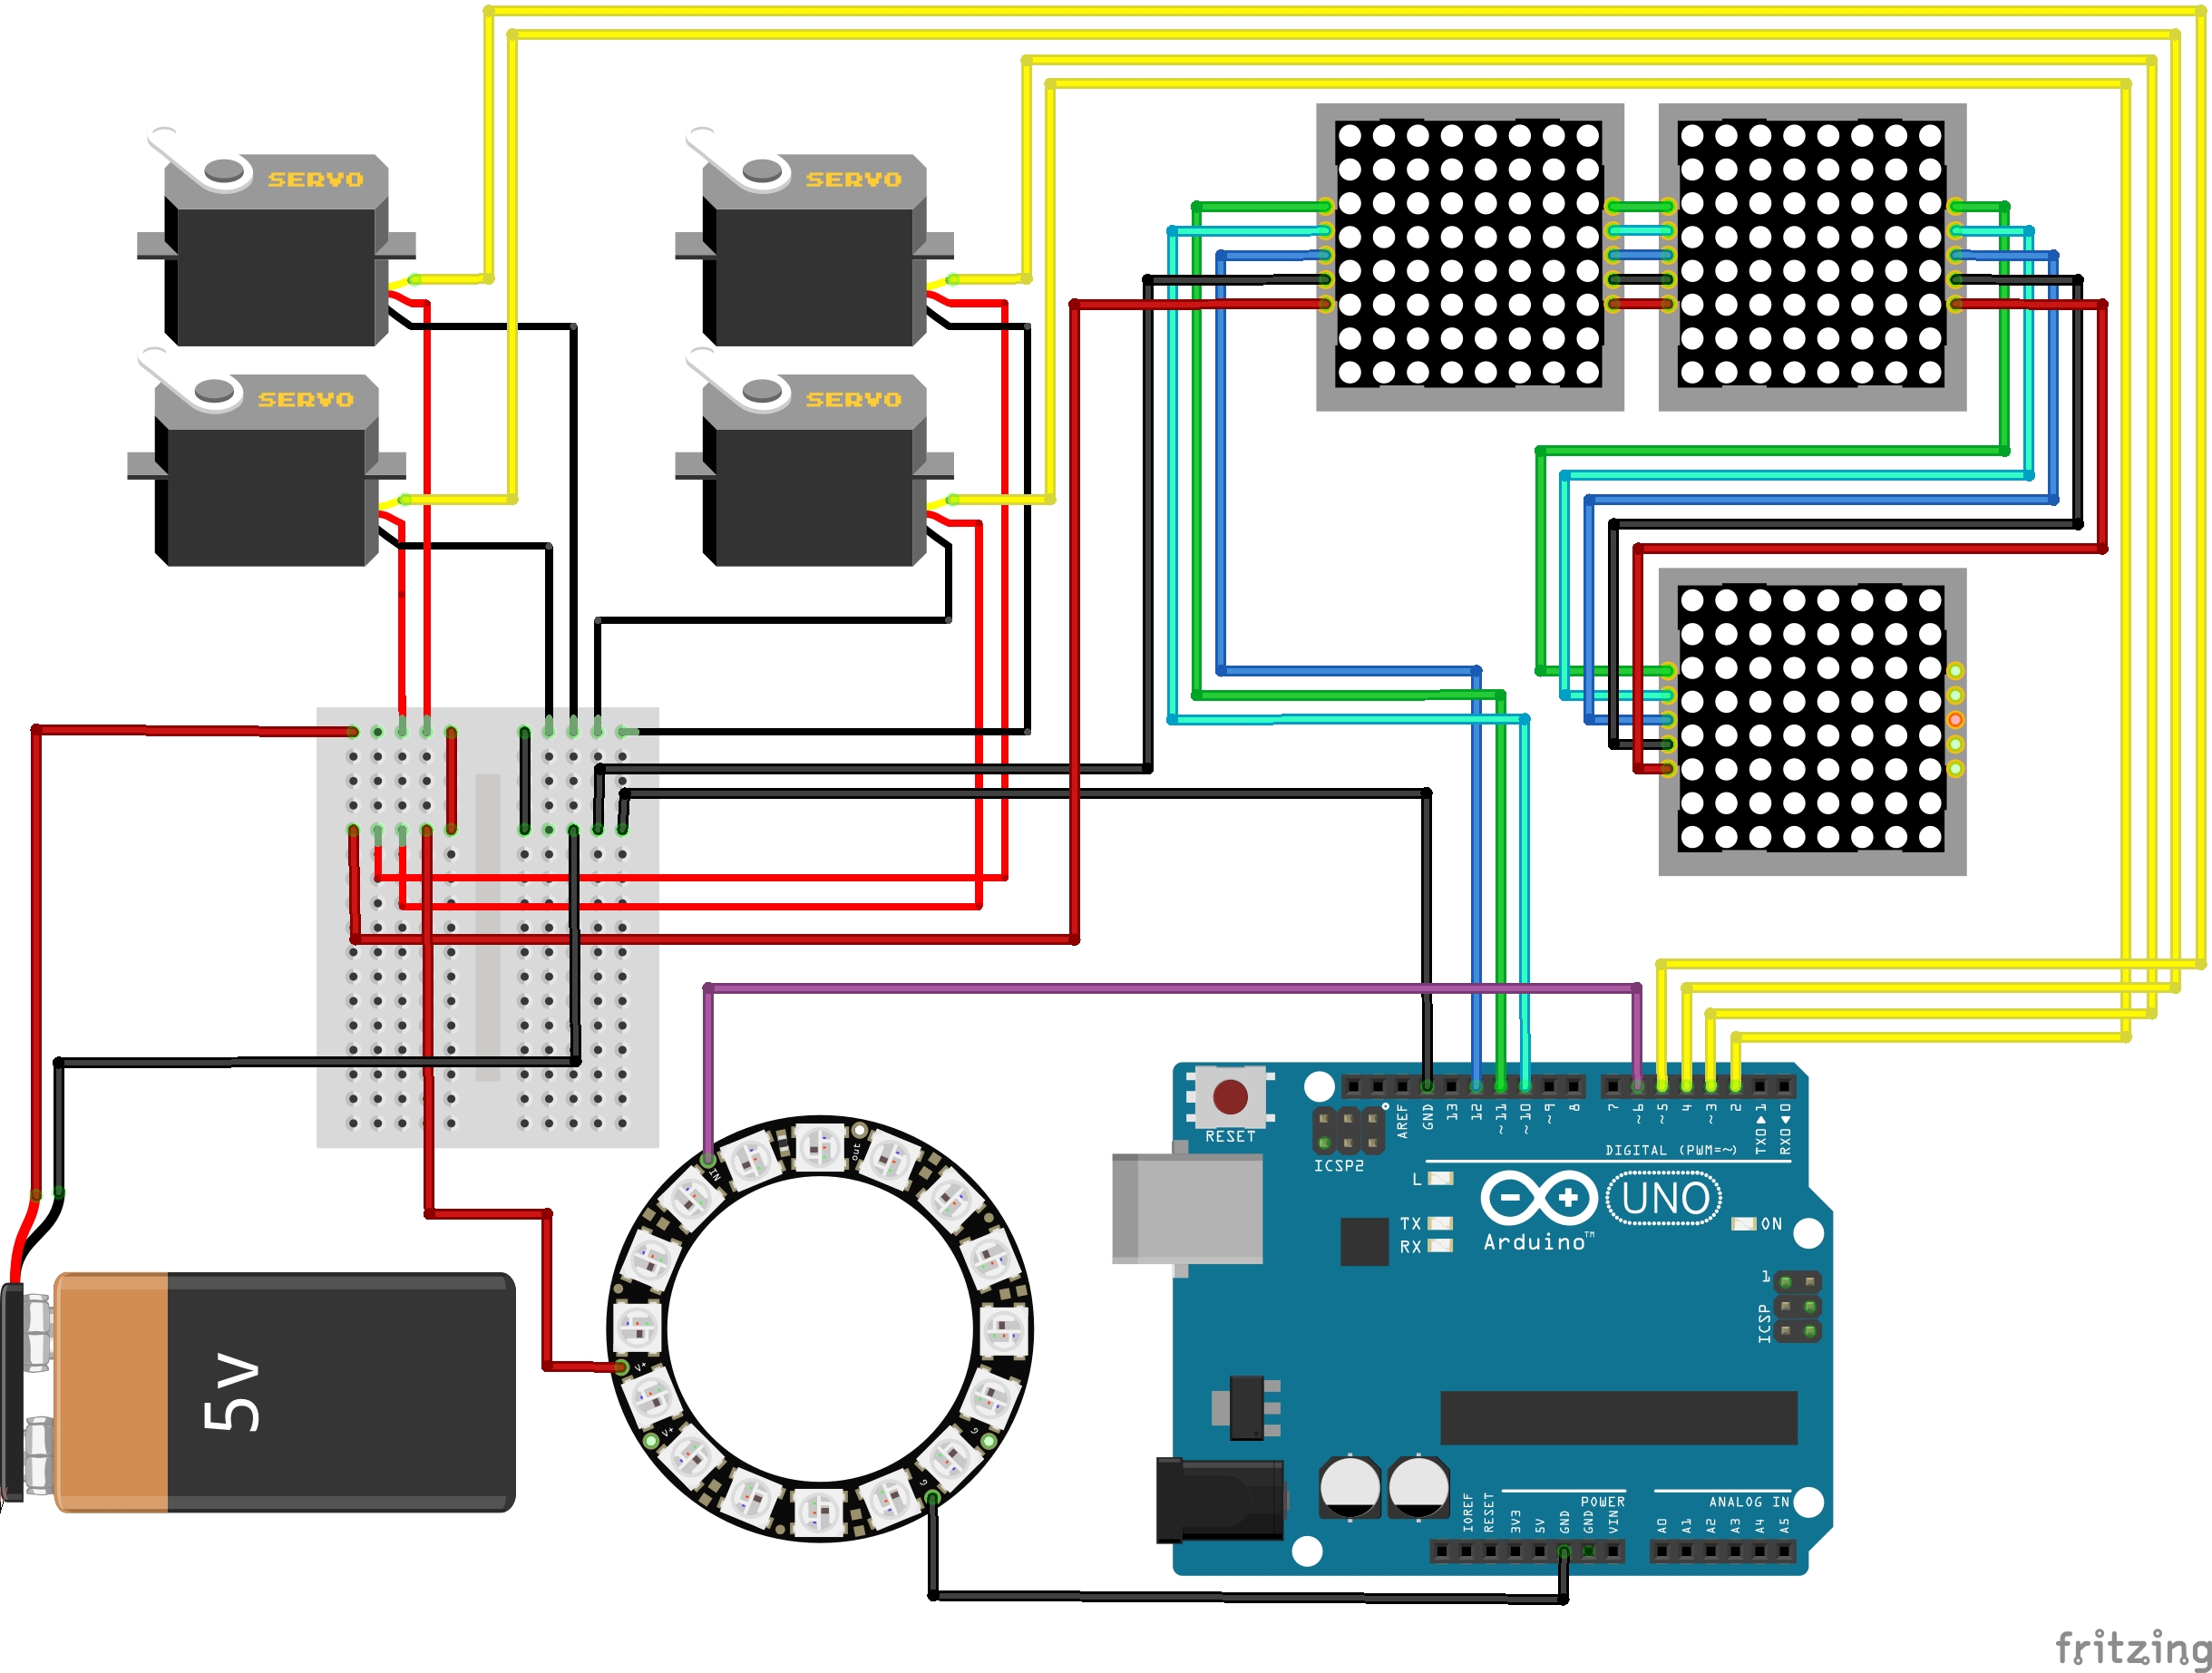 SERVO
SERVO
SERVO
SERVO
5v
IN
out
V+
V+
G
G
RESET
ICSP2
AREF
GND
13
12
~11
~10
~9
8
7
~6
~5
4
~3
2
TX0▶1
RX0◀0
DIGITAL (PWM=~)
L
TX
RX
Arduino™
UNO
ON
1
ICSP
IOREF
RESET
3V3
5V
GND
GND
VIN
POWER
ANALOG IN
A0
A1
A2
A3
A4
A5
fritzing